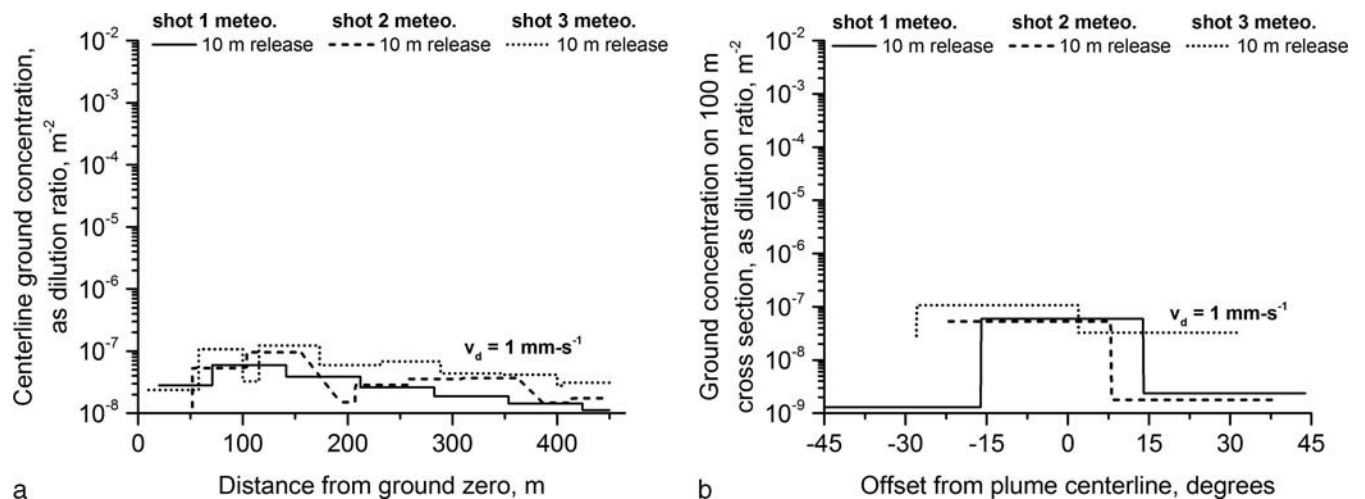 shot 1 meteo. shot 2 meteo. shot 3 meteo.
10 m release 10 m release 10 m release
Centerline ground concentration,
as dilution ratio, m⁻²
10⁻²
10⁻³
10⁻⁴
10⁻⁵
10⁻⁶
10⁻⁷
10⁻⁸
v_d = 1 mm-s⁻¹
0 100 200 300 400
Distance from ground zero, m
a
shot 1 meteo. shot 2 meteo. shot 3 meteo.
10 m release 10 m release 10 m release
Ground concentration on 100 m
cross section, as dilution ratio, m⁻²
10⁻²
10⁻³
10⁻⁴
10⁻⁵
10⁻⁶
10⁻⁷
10⁻⁸
10⁻⁹
v_d = 1 mm-s⁻¹
-45 -30 -15 0 15 30 45
Offset from plume centerline, degrees
b